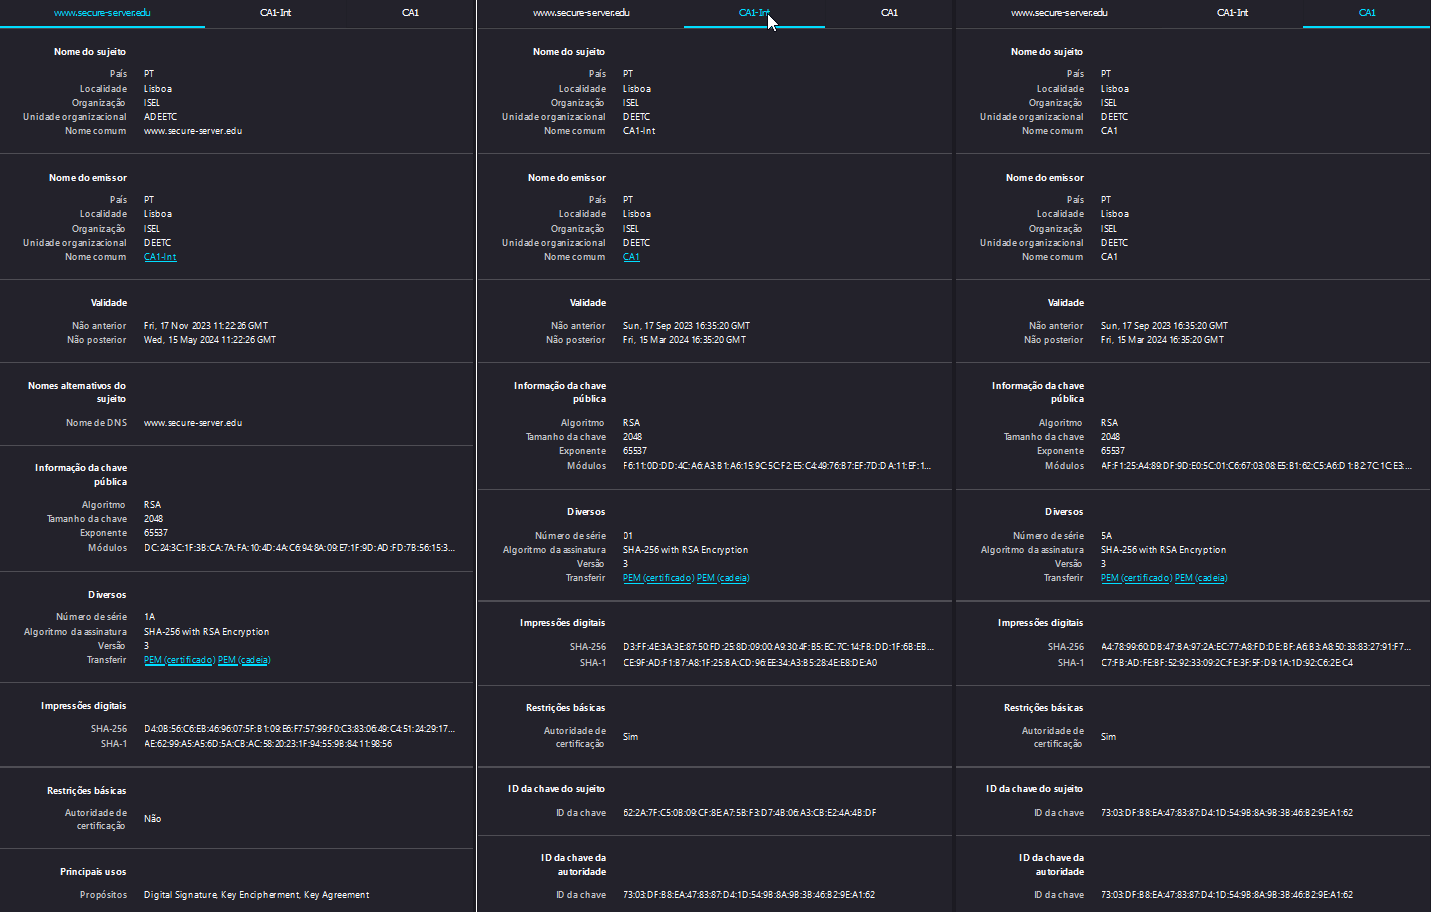 www.secure-server.edu CA1-Int CA1
Nome do sujeito
País PT
Localidade Lisboa
Organização ISEL
Unidade organizacional ADEETC
Nome comum www.secure-server.edu
Nome do emissor
País PT
Localidade Lisboa
Organização ISEL
Unidade organizacional DEETC
Nome comum CA1-Int
Validade
Não anterior Fri, 17 Nov 2023 11:22:26 GMT
Não posterior Wed, 15 May 2024 11:22:26 GMT
Nomes alternativos do
sujeito
Nome de DNS www.secure-server.edu
Informação da chave
pública
Algoritmo RSA
Tamanho da chave 2048
Exponente 65537
Módulos DC:24:3C:1F:3B:CA:7A:FA:10:4D:4A:C6:94:8A:09:E7:1F:9D:AD:FD:7B:56:15:3...
Diversos
Número de série 1A
Algoritmo da assinatura SHA-256 with RSA Encryption
Versão 3
Transferir PEM (certificado) PEM (cadeia)
Impressões digitais
SHA-256 D4:0B:56:C6:EB:46:96:07:5F:B1:09:E6:F7:57:99:F0:C3:83:06:49:C4:51:24:29:17...
SHA-1 AE:62:99:A5:A5:6D:5A:CB:AC:58:20:23:1F:94:55:9B:84:11:98:56
Restrições básicas
Autoridade de
certificação Não
Principais usos
Propósitos Digital Signature, Key Encipherment, Key Agreement
www.secure-server.edu CA1-Int CA1
Nome do sujeito
País PT
Localidade Lisboa
Organização ISEL
Unidade organizacional DEETC
Nome comum CA1-Int
Nome do emissor
País PT
Localidade Lisboa
Organização ISEL
Unidade organizacional DEETC
Nome comum CA1
Validade
Não anterior Sun, 17 Sep 2023 16:35:20 GMT
Não posterior Fri, 15 Mar 2024 16:35:20 GMT
Informação da chave
pública
Algoritmo RSA
Tamanho da chave 2048
Exponente 65537
Módulos F6:11:0D:DD:4C:A6:A3:B1:A6:15:9C:5C:F2:E5:C4:49:76:B7:EF:7D:DA:11:EF:1...
Diversos
Número de série 01
Algoritmo da assinatura SHA-256 with RSA Encryption
Versão 3
Transferir PEM (certificado) PEM (cadeia)
Impressões digitais
SHA-256 D3:FF:4E:3A:3E:87:50:FD:25:8D:09:00:A9:30:4F:B5:EC:7C:14:FB:DD:1F:6B:EB...
SHA-1 CE:9F:AD:F1:B7:A8:1F:25:BA:CD:96:EE:34:A3:B5:28:4E:E8:DE:A0
Restrições básicas
Autoridade de
certificação Sim
ID da chave do sujeito
ID da chave 62:2A:7F:C5:0B:09:CF:8E:A7:5B:F3:D7:4B:06:A3:CB:E2:4A:4B:DF
ID da chave da
autoridade
ID da chave 73:03:DF:B8:EA:47:83:87:D4:1D:54:9B:8A:9B:3B:46:B2:9E:A1:62
www.secure-server.edu CA1-Int CA1
Nome do sujeito
País PT
Localidade Lisboa
Organização ISEL
Unidade organizacional DEETC
Nome comum CA1
Nome do emissor
País PT
Localidade Lisboa
Organização ISEL
Unidade organizacional DEETC
Nome comum CA1
Validade
Não anterior Sun, 17 Sep 2023 16:35:20 GMT
Não posterior Fri, 15 Mar 2024 16:35:20 GMT
Informação da chave
pública
Algoritmo RSA
Tamanho da chave 2048
Exponente 65537
Módulos AF:F1:25:A4:89:DF:9D:E0:5C:01:C6:67:03:08:E5:B1:62:C5:A6:D1:B2:7C:1C:E3:...
Diversos
Número de série 5A
Algoritmo da assinatura SHA-256 with RSA Encryption
Versão 3
Transferir PEM (certificado) PEM (cadeia)
Impressões digitais
SHA-256 A4:78:99:60:DB:47:BA:97:2A:EC:77:A8:FD:DE:BF:A6:B3:A8:50:33:83:27:91:F7...
SHA-1 C7:FB:AD:FE:BF:52:92:33:09:2C:FE:3F:5F:D9:1A:1D:92:C6:2E:C4
Restrições básicas
Autoridade de
certificação Sim
ID da chave do sujeito
ID da chave 73:03:DF:B8:EA:47:83:87:D4:1D:54:9B:8A:9B:3B:46:B2:9E:A1:62
ID da chave da
autoridade
ID da chave 73:03:DF:B8:EA:47:83:87:D4:1D:54:9B:8A:9B:3B:46:B2:9E:A1:62